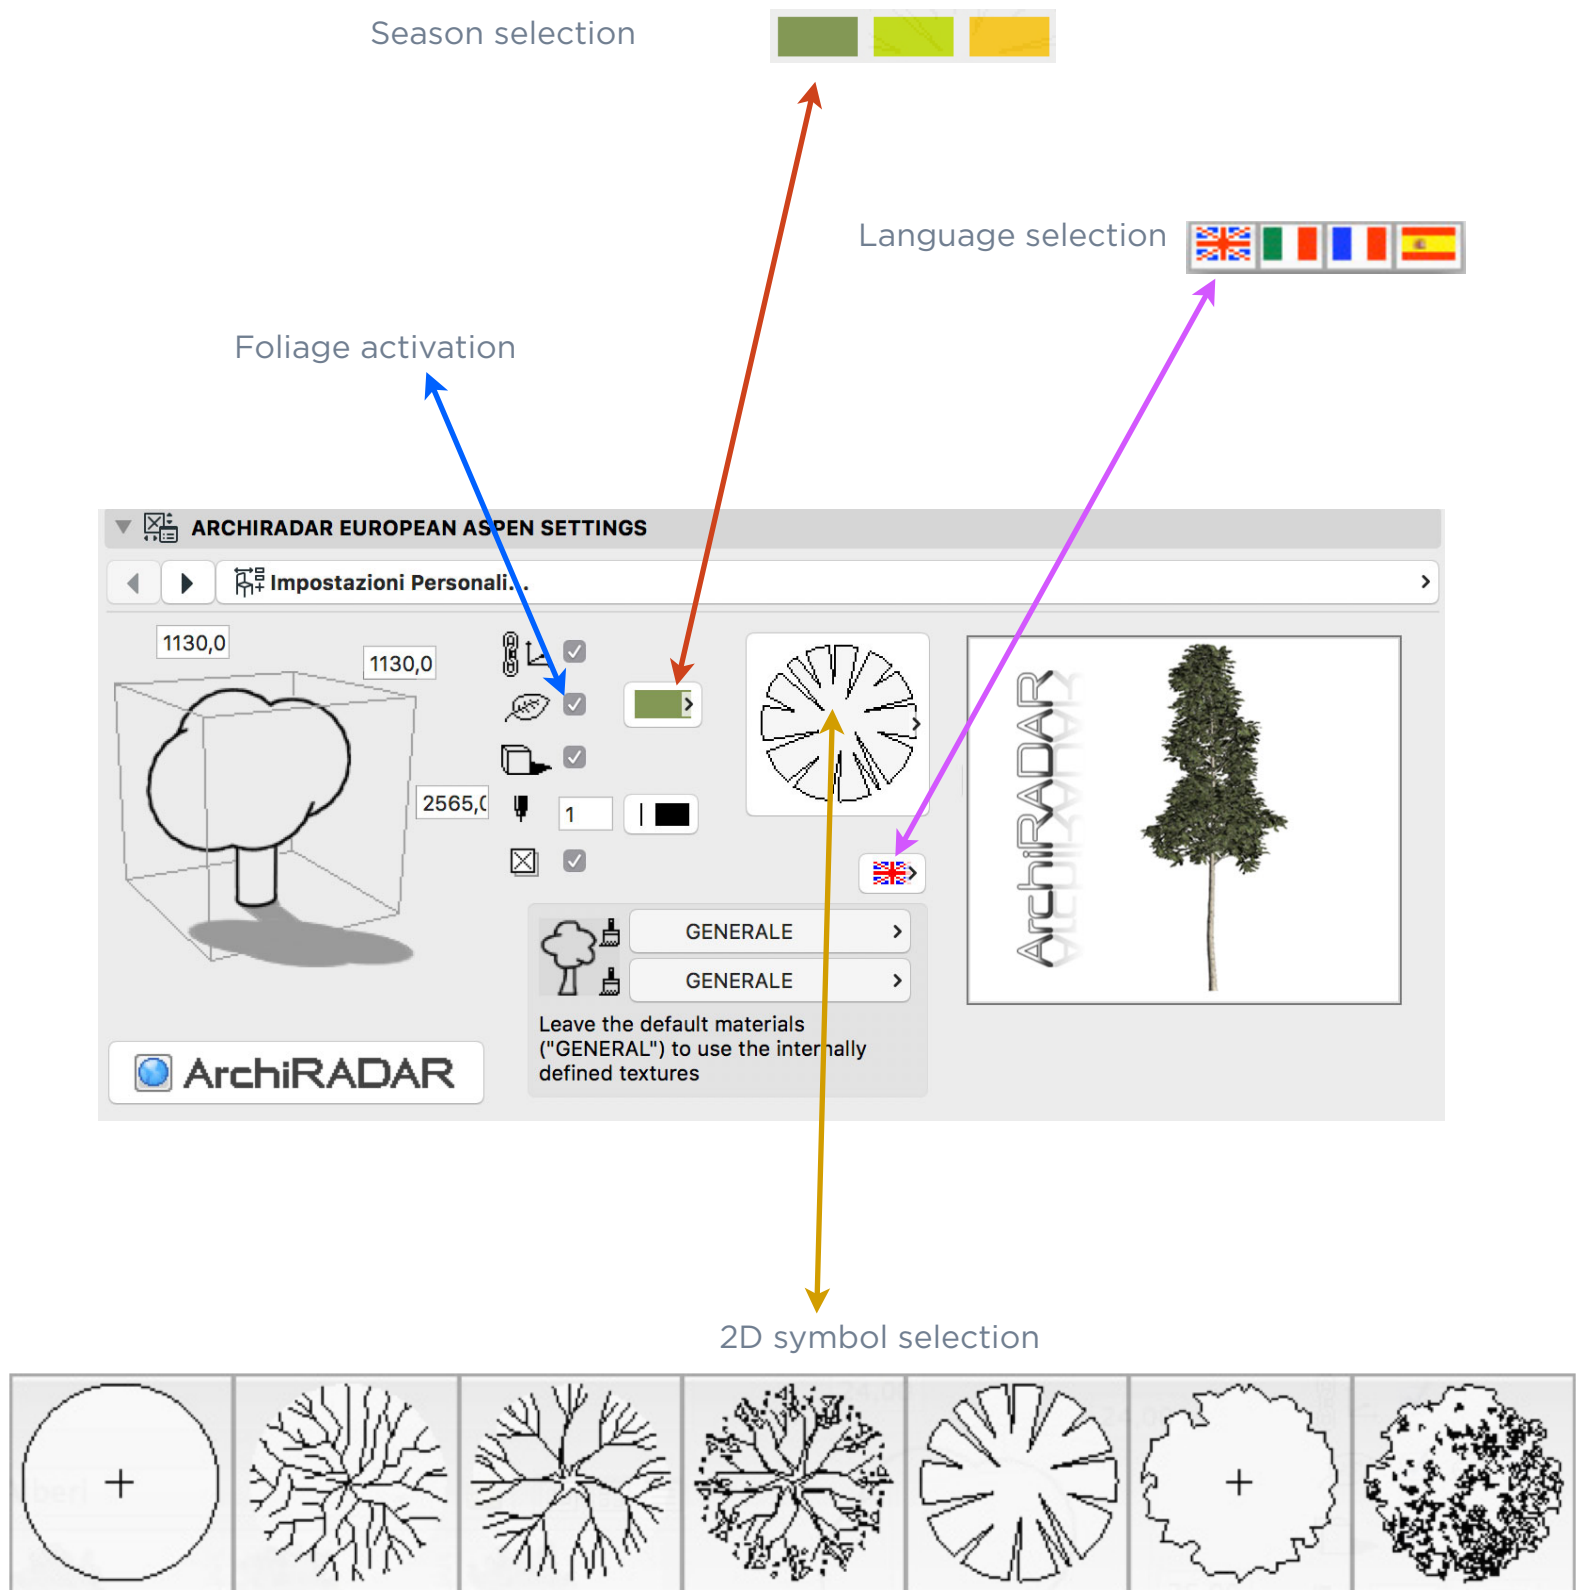 Season selection
Language selection
Foliage activation
ARCHIRADAR EUROPEAN ASPEN SETTINGS
Impostazioni Personali...
1130,0
1130,0
2565,0
1
GENERALE
GENERALE
Leave the default materials
("GENERAL") to use the internally
defined textures
ArchiRADAR
ArchiRADAR
2D symbol selection